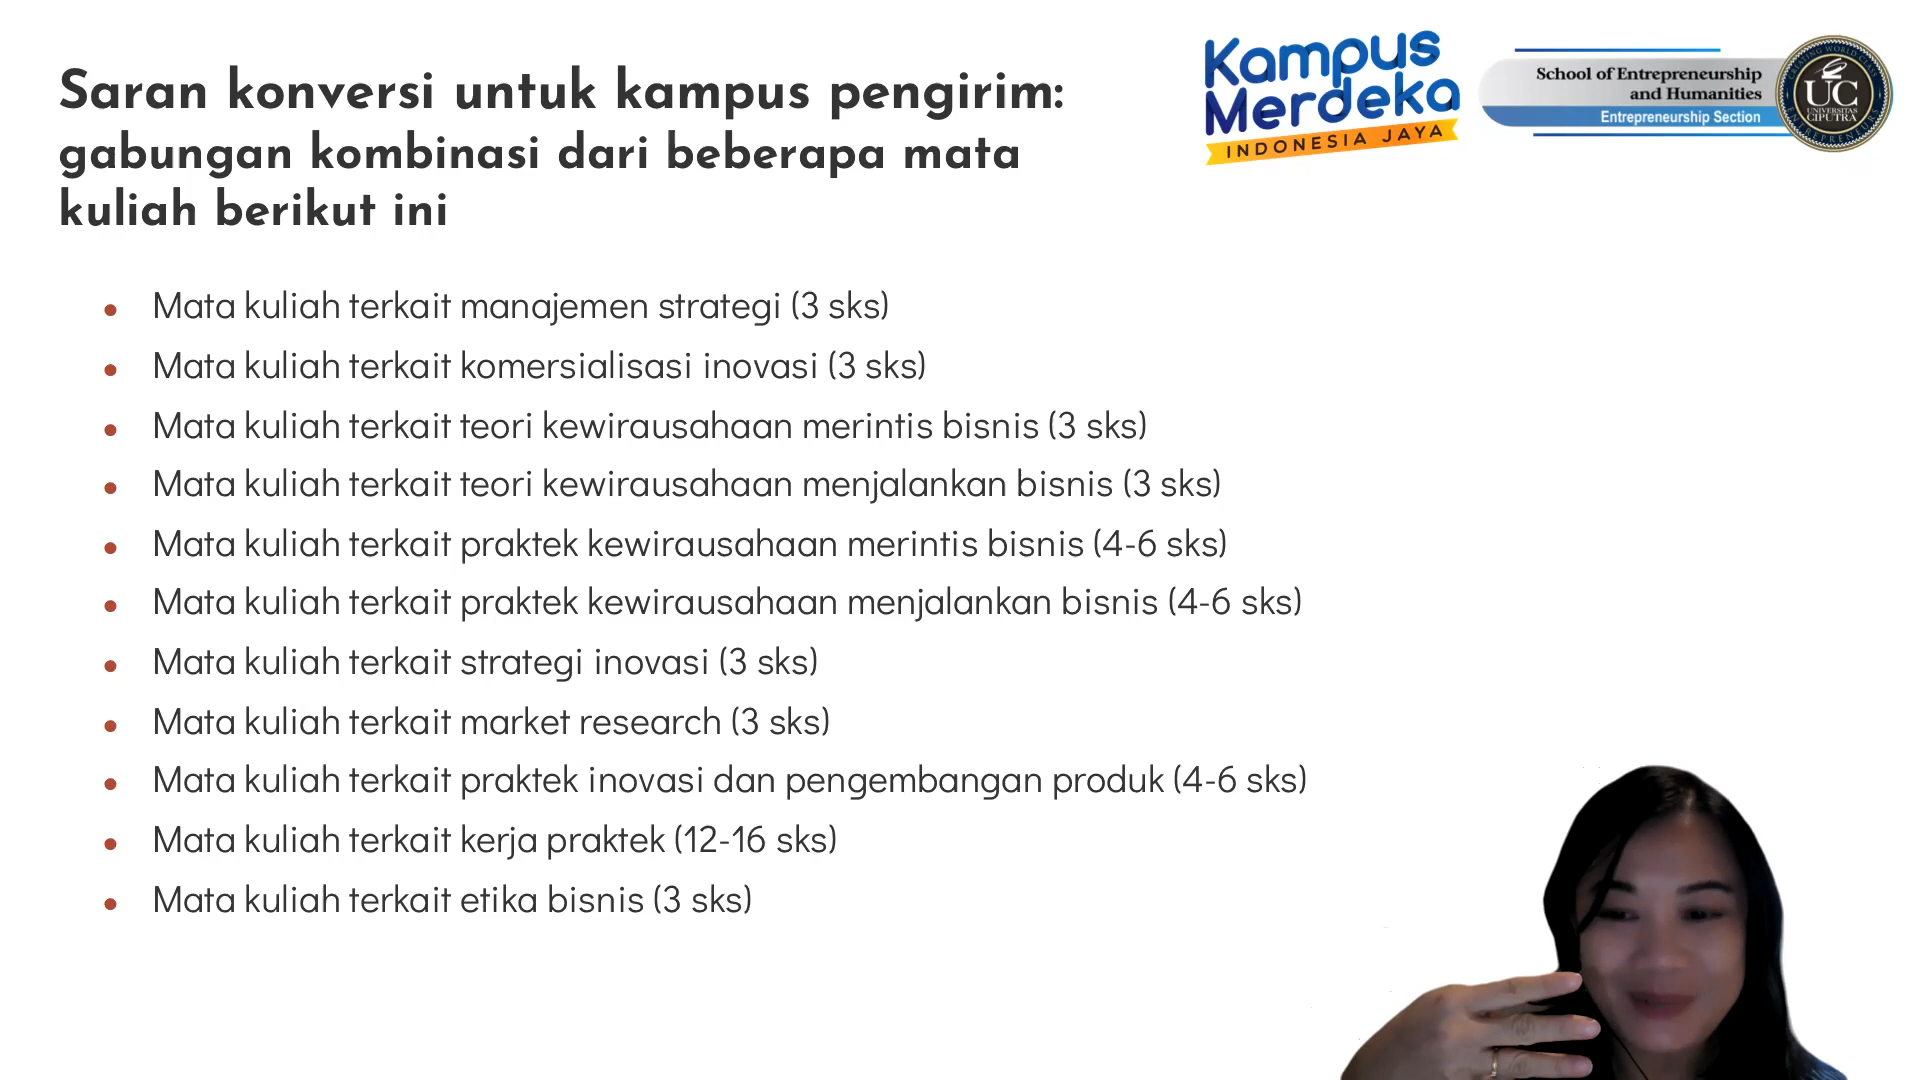 Saran konversi untuk kampus pengirim:
gabungan kombinasi dari beberapa mata
kuliah berikut ini
Kampus
Merdeka
INDONESIA JAYA
School of Entrepreneurship
and Humanities
Entrepreneurship Section
UC
UNIVERSITAS
CIPUTRA
• Mata kuliah terkait manajemen strategi (3 sks)
• Mata kuliah terkait komersialisasi inovasi (3 sks)
• Mata kuliah terkait teori kewirausahaan merintis bisnis (3 sks)
• Mata kuliah terkait teori kewirausahaan menjalankan bisnis (3 sks)
• Mata kuliah terkait praktek kewirausahaan merintis bisnis (4-6 sks)
• Mata kuliah terkait praktek kewirausahaan menjalankan bisnis (4-6 sks)
• Mata kuliah terkait strategi inovasi (3 sks)
• Mata kuliah terkait market research (3 sks)
• Mata kuliah terkait praktek inovasi dan pengembangan produk (4-6 sks)
• Mata kuliah terkait kerja praktek (12-16 sks)
• Mata kuliah terkait etika bisnis (3 sks)